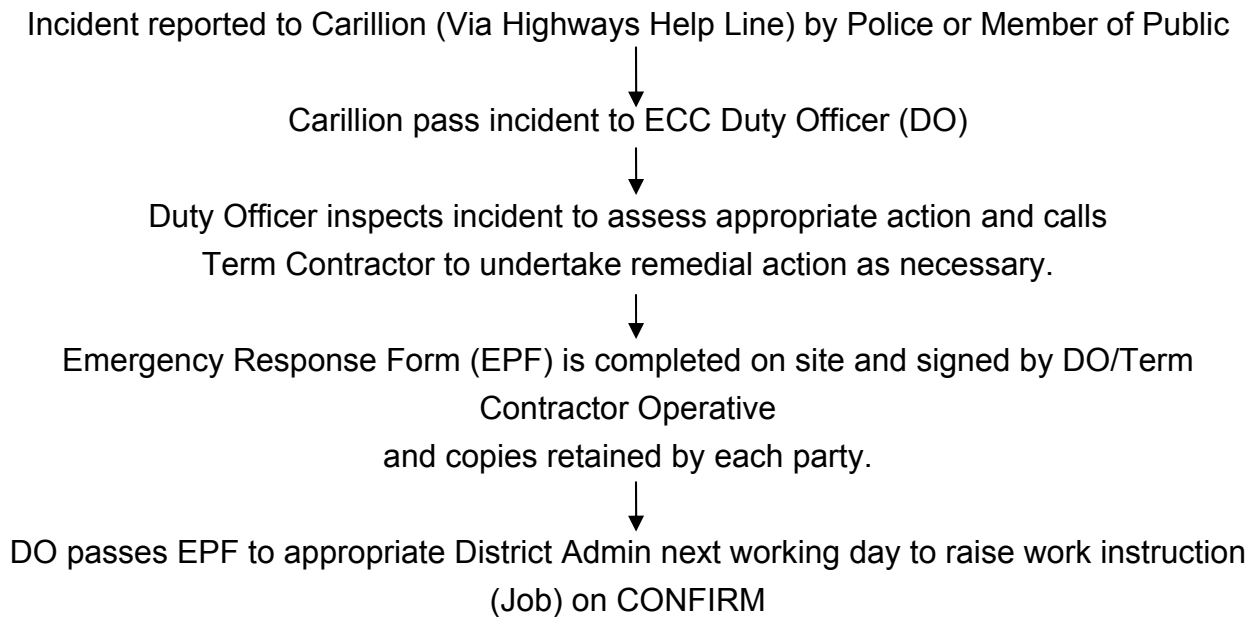 Incident reported to Carillion (Via Highways Help Line) by Police or Member of Public
Carillion pass incident to ECC Duty Officer (DO)
Duty Officer inspects incident to assess appropriate action and calls
Term Contractor to undertake remedial action as necessary.
Emergency Response Form (EPF) is completed on site and signed by DO/Term
Contractor Operative
and copies retained by each party.
DO passes EPF to appropriate District Admin next working day to raise work instruction
(Job) on CONFIRM